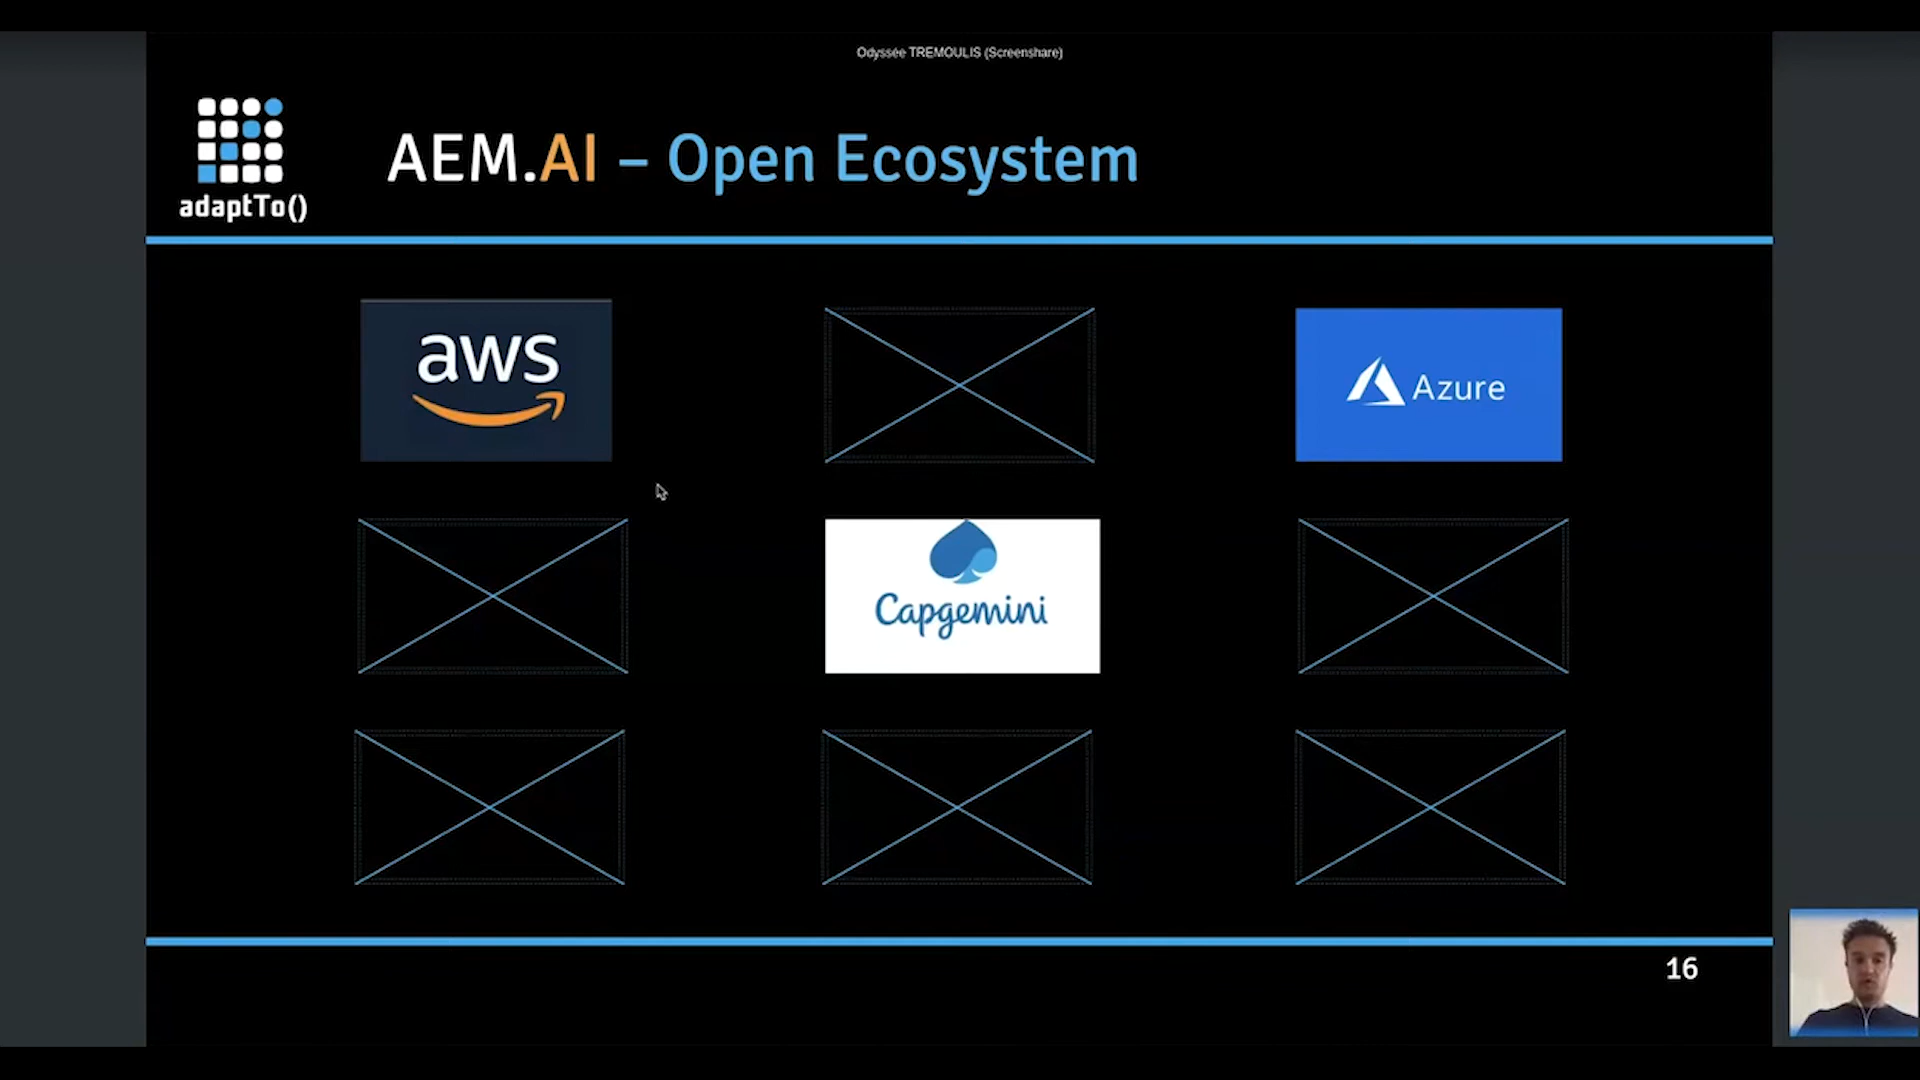 Odyssée TREMOULIS (Screenshare)
adaptTo()
AEM.AI – Open Ecosystem
aws
Azure
Capgemini
16